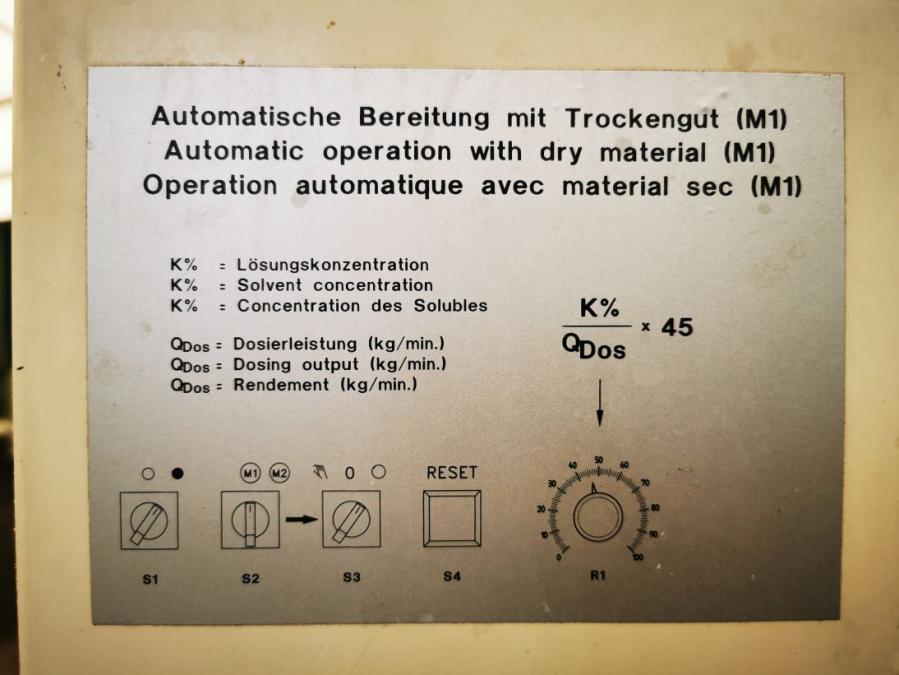 Automatische Bereitung mit Trockengut (M1)
Automatic operation with dry material (M1)
Operation automatique avec material sec (M1)
K% = Lösungskonzentration
K% = Solvent concentration
K% = Concentration des Solubles
QDos = Dosierleistung (kg/min.)
QDos = Dosing output (kg/min.)
QDos = Rendement (kg/min.)
K%
QDos
x 45
M1 M2 0 RESET
0 10 20 30 40 50 60 70 80 90 100
S1 S2 S3 S4 R1